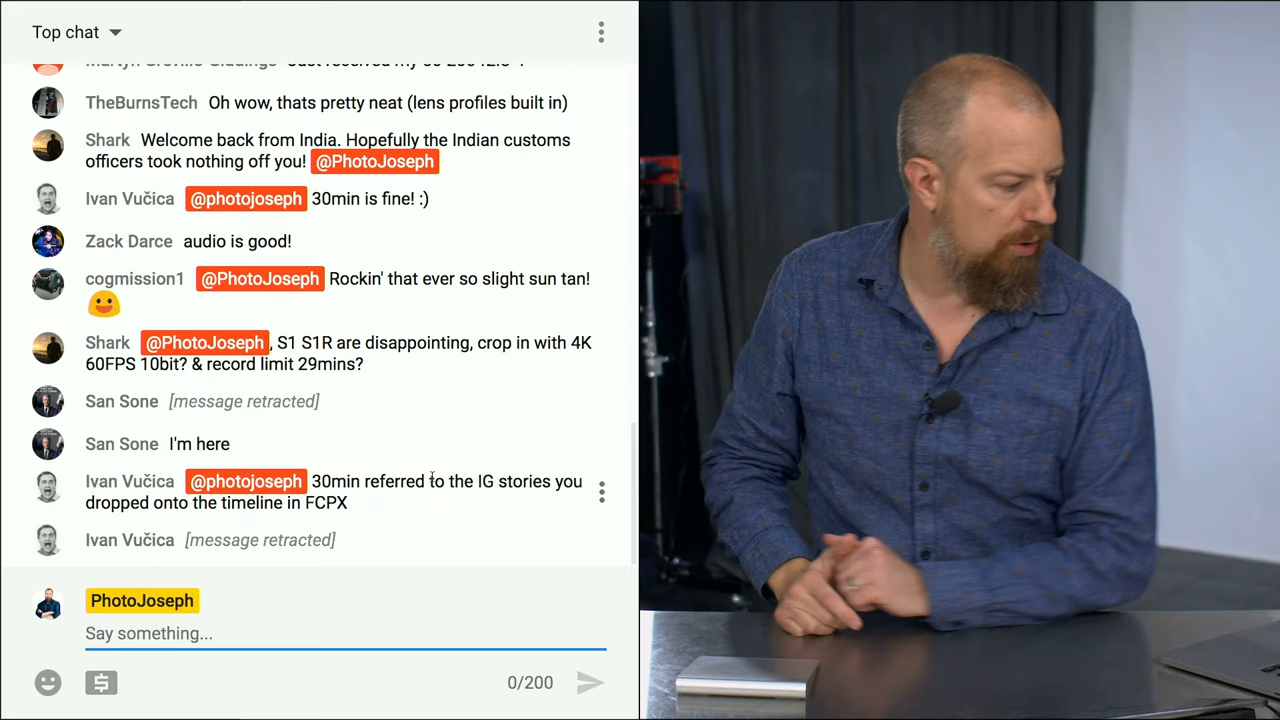 Top chat
TheBurnsTech Oh wow, thats pretty neat (lens profiles built in)
Shark Welcome back from India. Hopefully the Indian customs
officers took nothing off you! @PhotoJoseph
Ivan Vučica @photojoseph 30min is fine! :)
Zack Darce audio is good!
cogmission1 @PhotoJoseph Rockin' that ever so slight sun tan!
Shark @PhotoJoseph, S1 S1R are disappointing, crop in with 4K
60FPS 10bit? & record limit 29mins?
San Sone [message retracted]
San Sone I'm here
Ivan Vučica @photojoseph 30min referred to the IG stories you
dropped onto the timeline in FCPX
Ivan Vučica [message retracted]
PhotoJoseph
Say something...
0/200